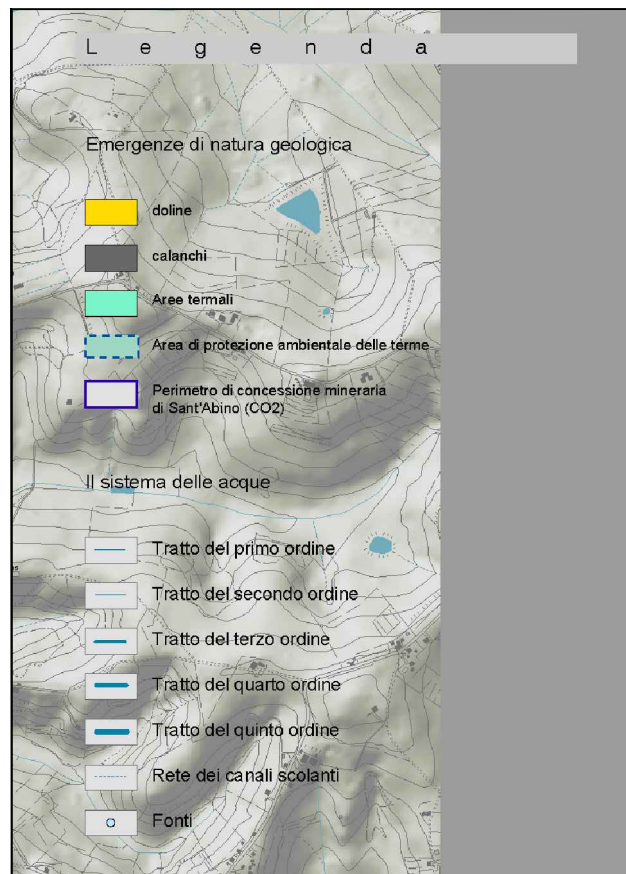 Legenda
Emergenze di natura geologica
doline
calanchi
Aree termali
Area di protezione ambientale delle terme
Perimetro di concessione mineraria
di Sant'Abino (CO2)
Il sistema delle acque
Tratto del primo ordine
Tratto del secondo ordine
Tratto del terzo ordine
Tratto del quarto ordine
Tratto del quinto ordine
Rete dei canali scolanti
Fonti